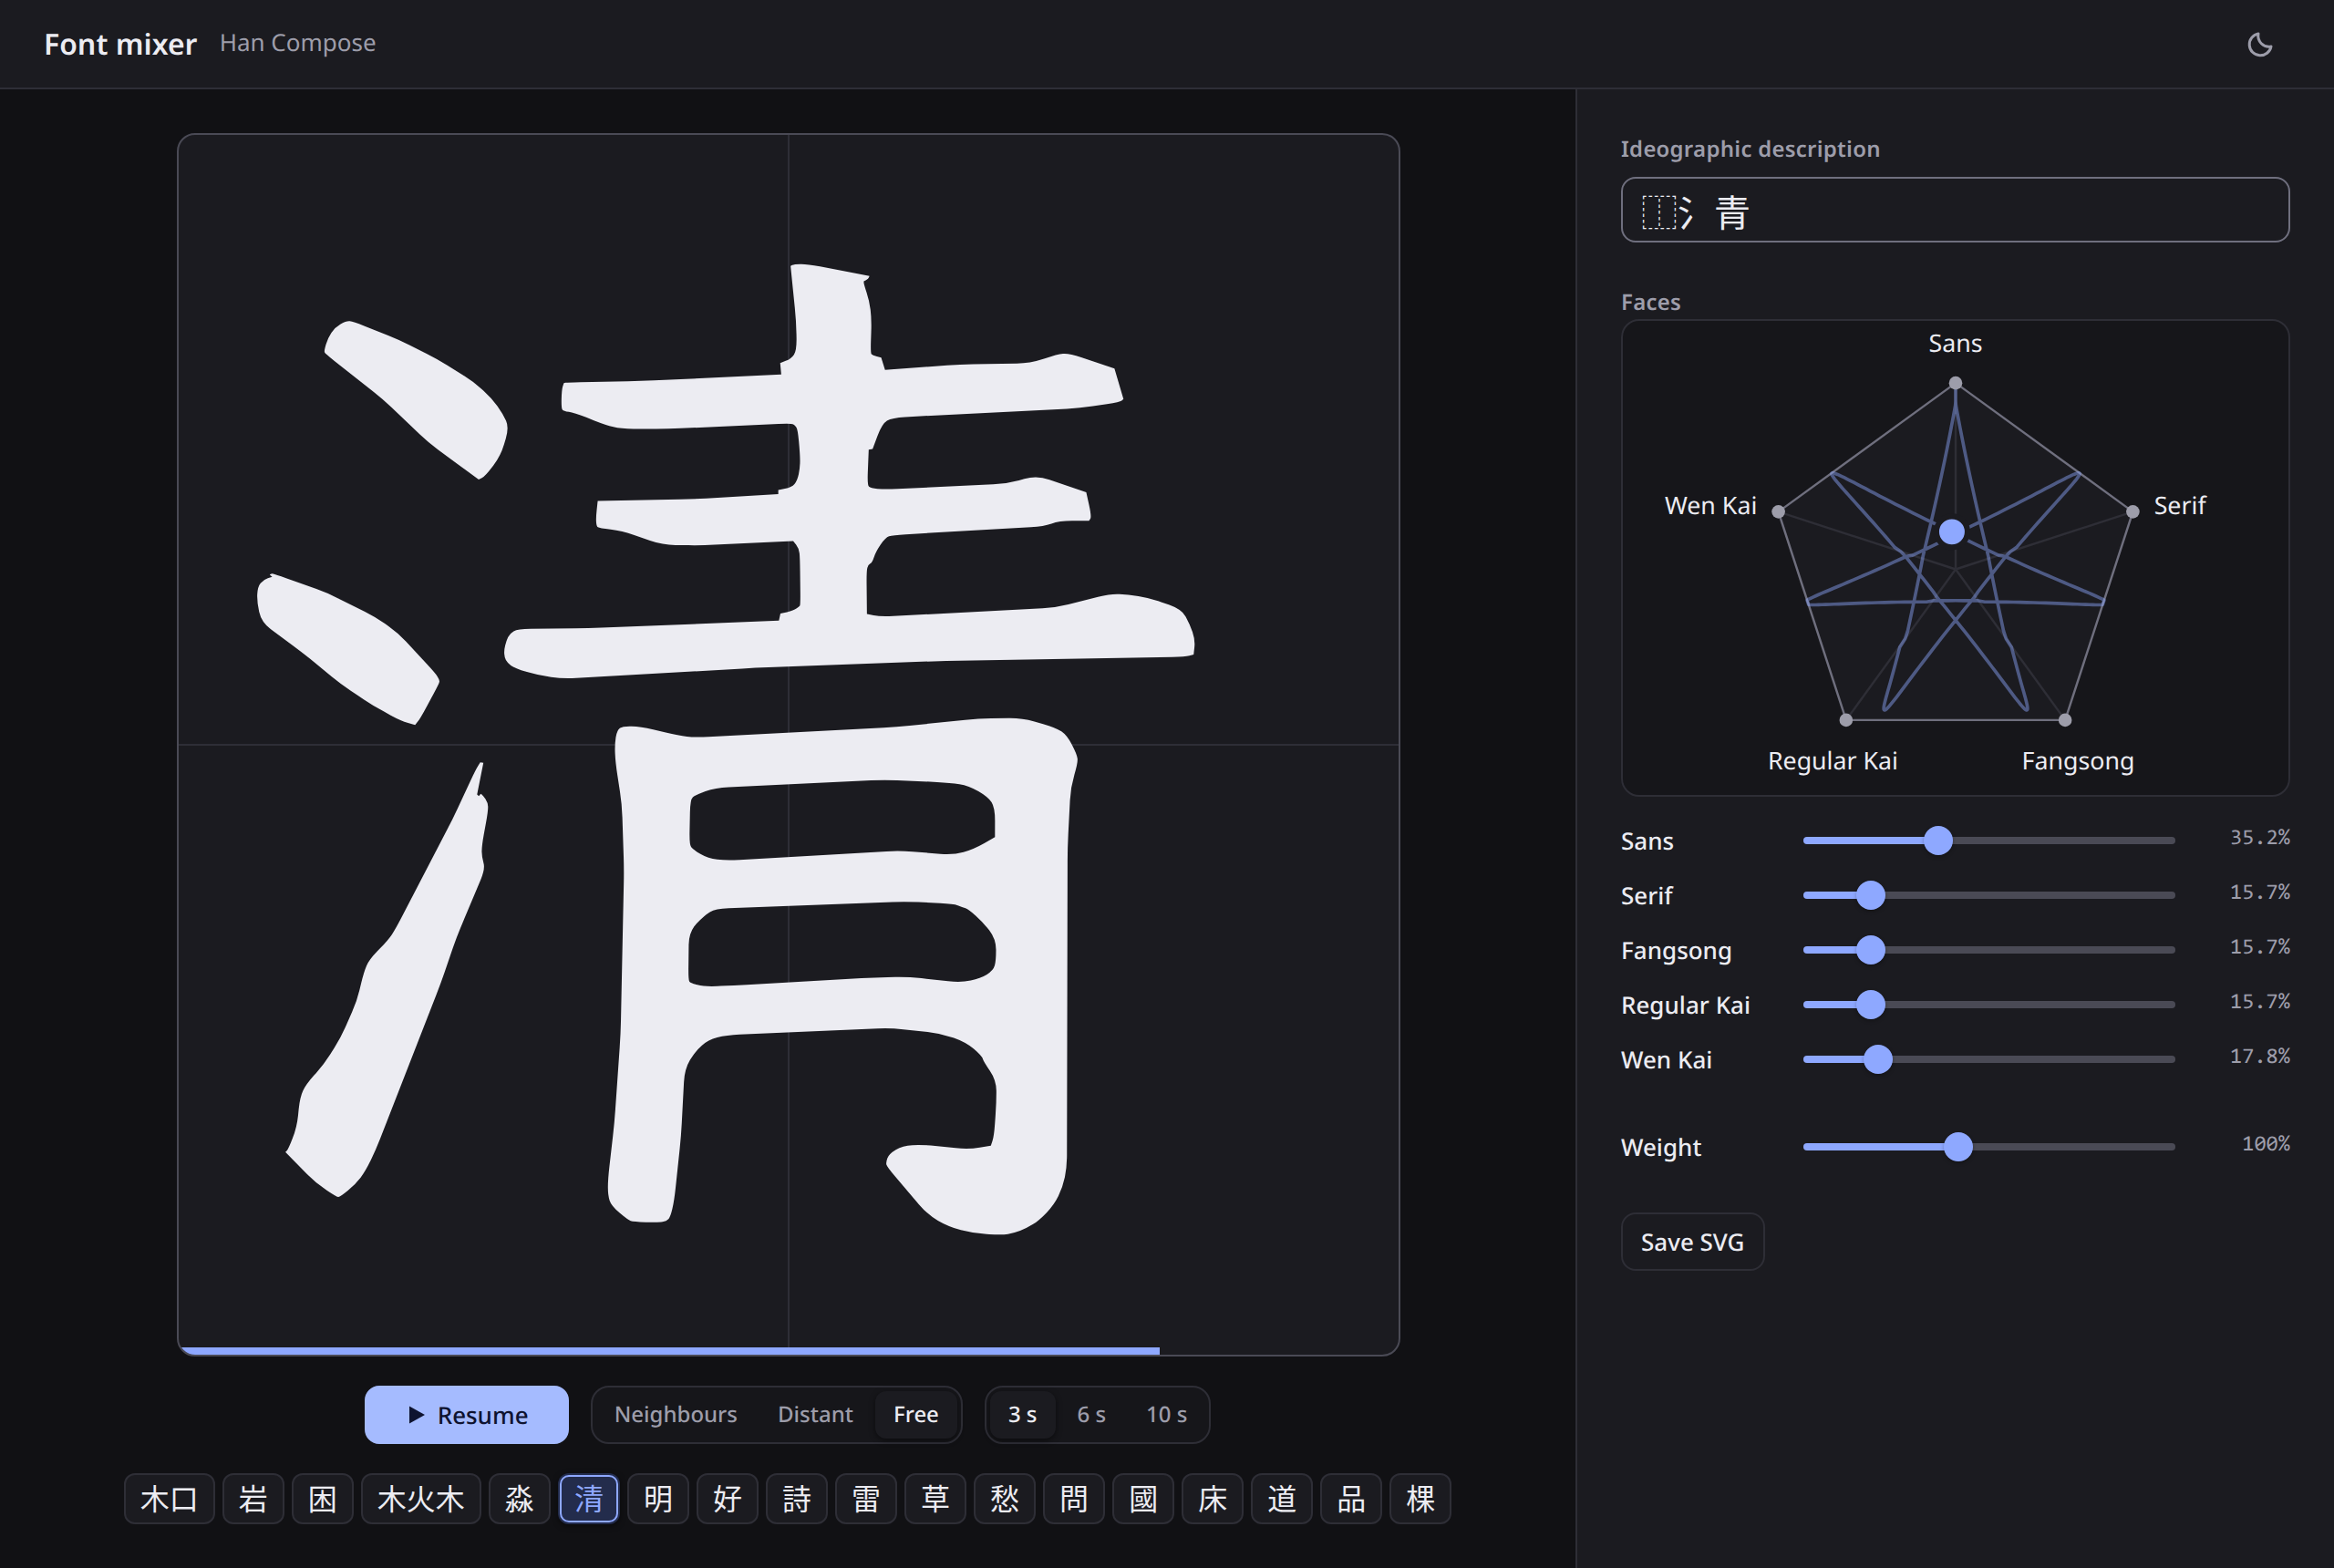 Font mixer Han Compose
清
Ideographic description
⿰氵青
Faces
Sans
Wen Kai
Serif
Regular Kai
Fangsong
Sans 35.2%
Serif 15.7%
Fangsong 15.7%
Regular Kai 15.7%
Wen Kai 17.8%
Weight 100%
Save SVG
Resume Neighbours Distant Free 3 s 6 s 10 s
木口 岩 困 木火木 淼 清 明 好 詩 雷 草 愁 問 國 床 道 品 棵